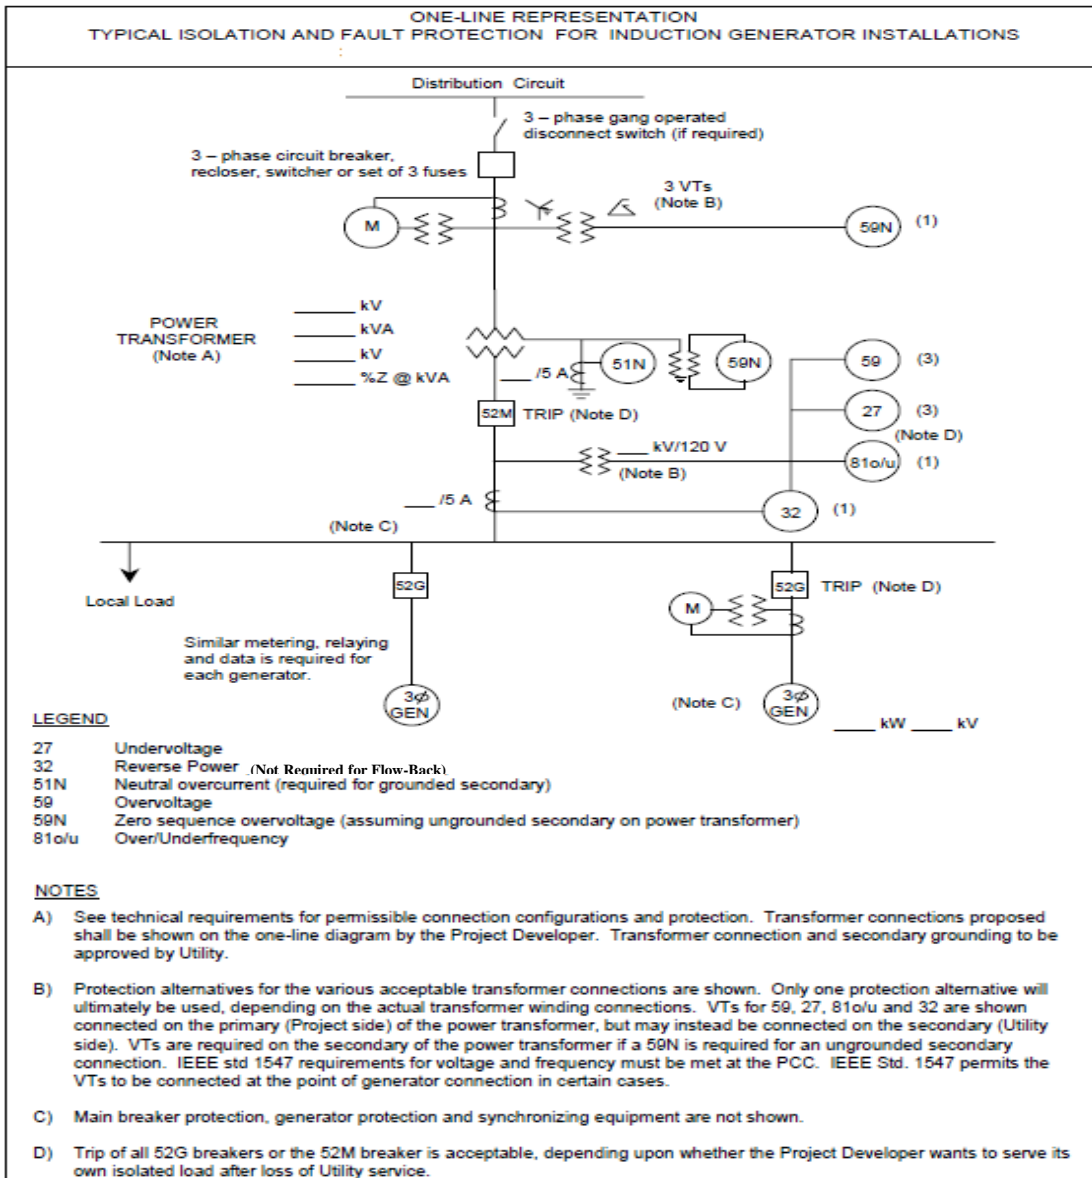 ONE-LINE REPRESENTATION
TYPICAL ISOLATION AND FAULT PROTECTION FOR INDUCTION GENERATOR INSTALLATIONS
:
Distribution Circuit
3 – phase gang operated
disconnect switch (if required)
3 – phase circuit breaker,
recloser, switcher or set of 3 fuses
3 VTs
(Note B)
M
59N
(1)
POWER
TRANSFORMER
(Note A)
____ kV
____ kVA
____ kV
____ %Z @ kVA
___ /5 A
51N
59N
59
(3)
27
(3)
(Note D)
52M
TRIP (Note D)
___ kV/120 V
(Note B)
81o/u
(1)
___ /5 A
32
(1)
(Note C)
Local Load
52G
52G
TRIP (Note D)
M
Similar metering, relaying
and data is required for
each generator.
3ϕ
GEN
(Note C)
3ϕ
GEN
____ kW ____ kV
LEGEND
27 Undervoltage
32 Reverse Power (Not Required for Flow-Back)
51N Neutral overcurrent (required for grounded secondary)
59 Overvoltage
59N Zero sequence overvoltage (assuming ungrounded secondary on power transformer)
81o/u Over/Underfrequency
NOTES
A) See technical requirements for permissible connection configurations and protection. Transformer connections proposed
shall be shown on the one-line diagram by the Project Developer. Transformer connection and secondary grounding to be
approved by Utility.
B) Protection alternatives for the various acceptable transformer connections are shown. Only one protection alternative will
ultimately be used, depending on the actual transformer winding connections. VTs for 59, 27, 81o/u and 32 are shown
connected on the primary (Project side) of the power transformer, but may instead be connected on the secondary (Utility
side). VTs are required on the secondary of the power transformer if a 59N is required for an ungrounded secondary
connection. IEEE std 1547 requirements for voltage and frequency must be met at the PCC. IEEE Std. 1547 permits the
VTs to be connected at the point of generator connection in certain cases.
C) Main breaker protection, generator protection and synchronizing equipment are not shown.
D) Trip of all 52G breakers or the 52M breaker is acceptable, depending upon whether the Project Developer wants to serve its
own isolated load after loss of Utility service.